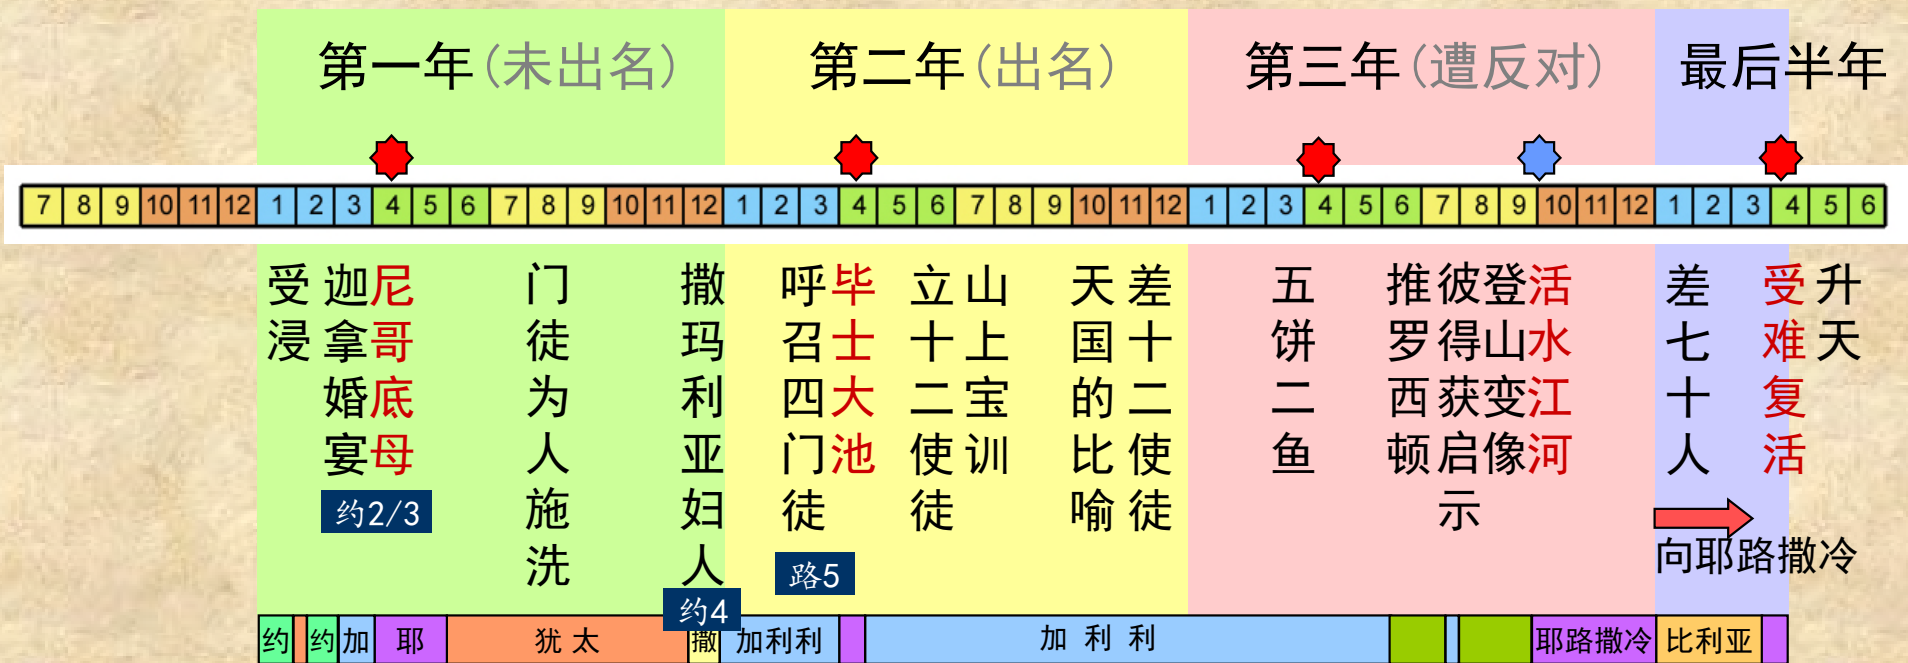 第一年(未出名)
第二年(出名)
第三年(遭反对)
最后半年
7 8 9 10 11 12 1 2 3 4 5 6 7 8 9 10 11 12 1 2 3 4 5 6 7 8 9 10 11 12 1 2 3 4 5 6 7 8 9 10 11 12 1 2 3 4 5 6
受浸
迦拿婚宴
尼哥底母
约2/3
门徒为人施洗
撒玛利亚妇人
约4
呼召四门徒
路5
毕士大池
立十二使徒
山上宝训
天国的比喻
差十二使徒
五饼二鱼
推罗西顿
彼得获启示
登山变像
活水江河
差七十人
受难复活
升天
向耶路撒冷
约 约 加 耶 犹太 撒 加利利 加利利 耶路撒冷 比利亚